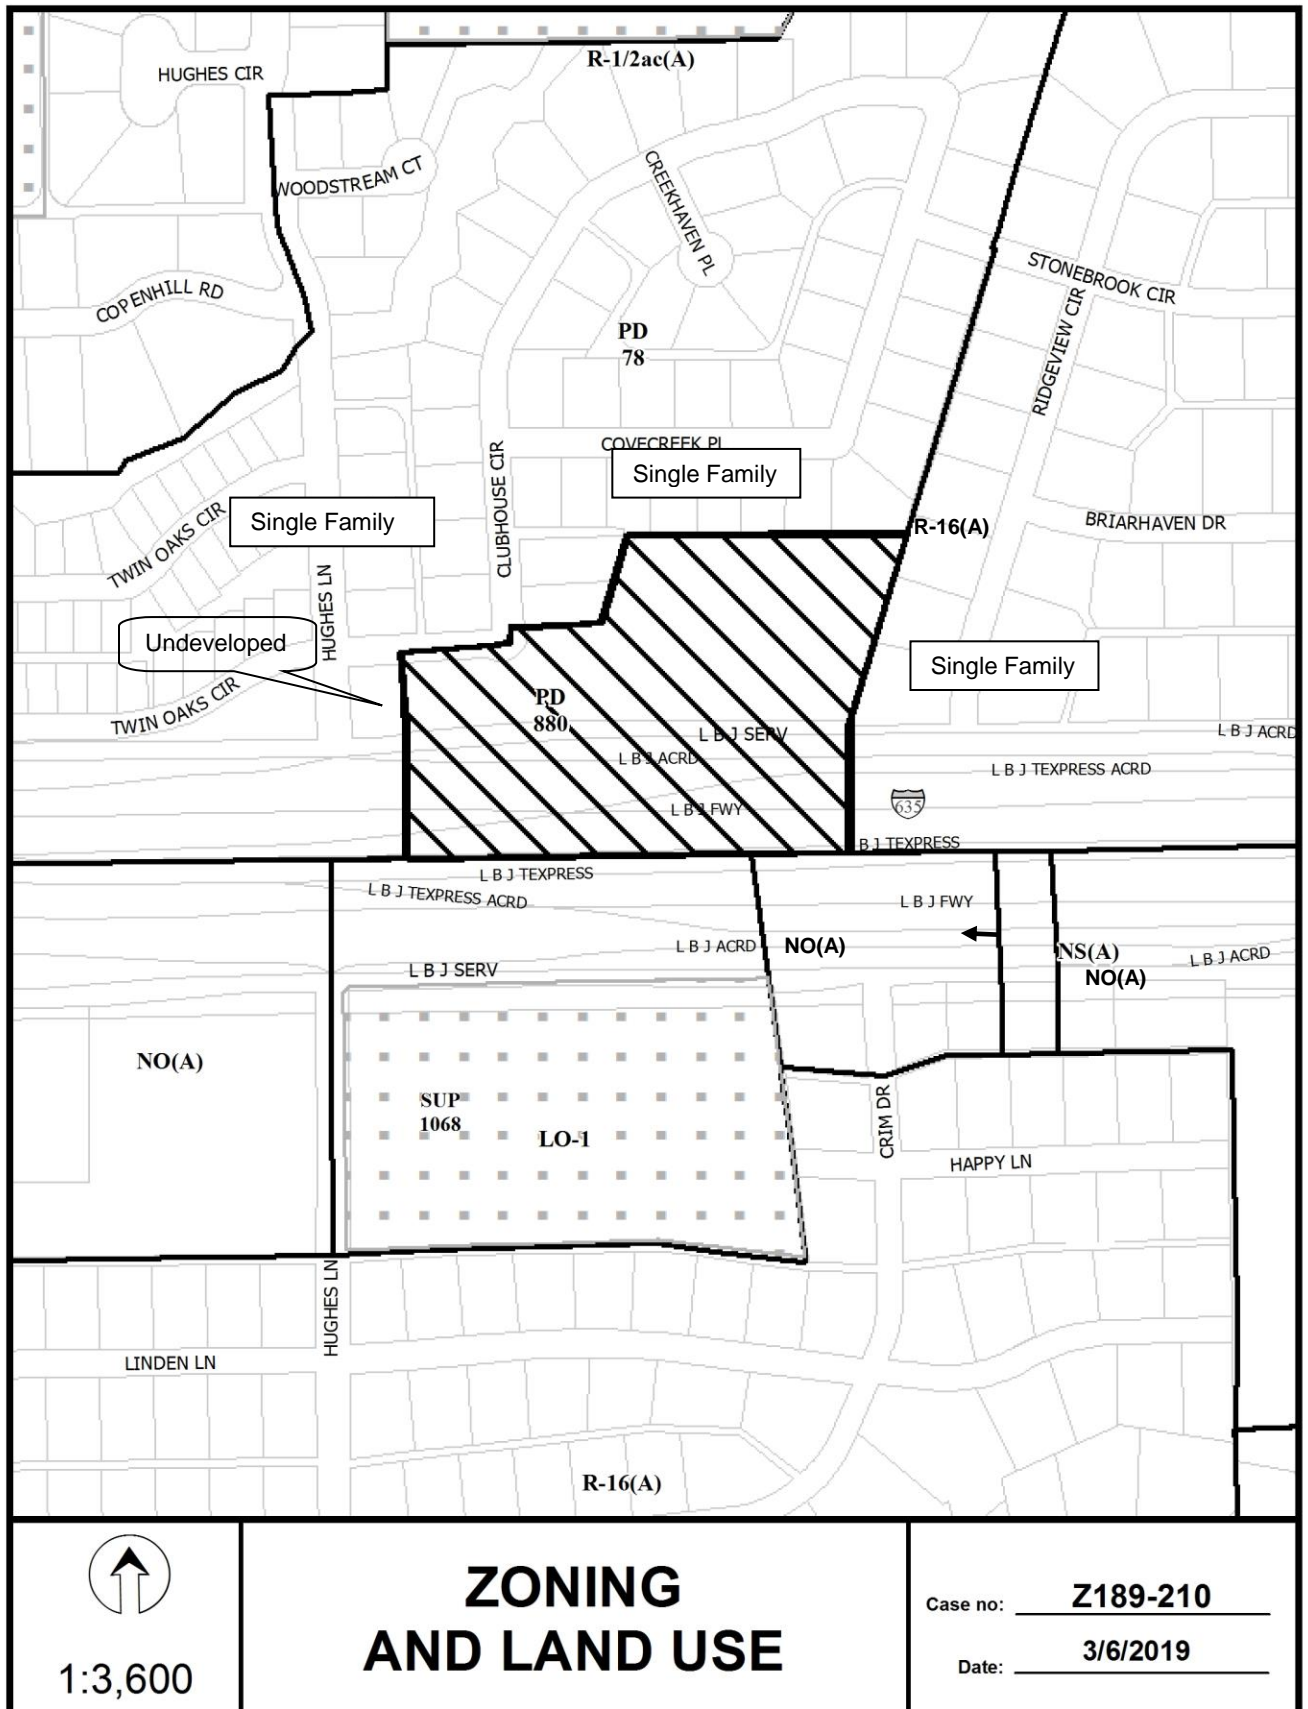 R-1/2ac(A)
HUGHES CIR
WOODSTREAM CT
CREEKHAVEN PL
STONEBROOK CIR
COPENHILL RD
RIDGEVIEW CIR
PD
78
COVECREEK PL
Single Family
CLUBHOUSE CIR
Single Family
TWIN OAKS CIR
R-16(A)
BRIARHAVEN DR
HUGHES LN
Undeveloped
Single Family
TWIN OAKS CIR
PD
880
L B J SERV
L B J ACRD
L B J ACRD
L B J TEXPRESS ACRD
L B J FWY
635
B J TEXPRESS
L B J TEXPRESS
L B J TEXPRESS ACRD
L B J FWY
L B J ACRD
NO(A)
NS(A)
L B J ACRD
NO(A)
L B J SERV
NO(A)
SUP
1068
LO-1
CRIM DR
HAPPY LN
HUGHES LN
LINDEN LN
R-16(A)
1:3,600
ZONING
AND LAND USE
Case no: Z189-210
Date: 3/6/2019